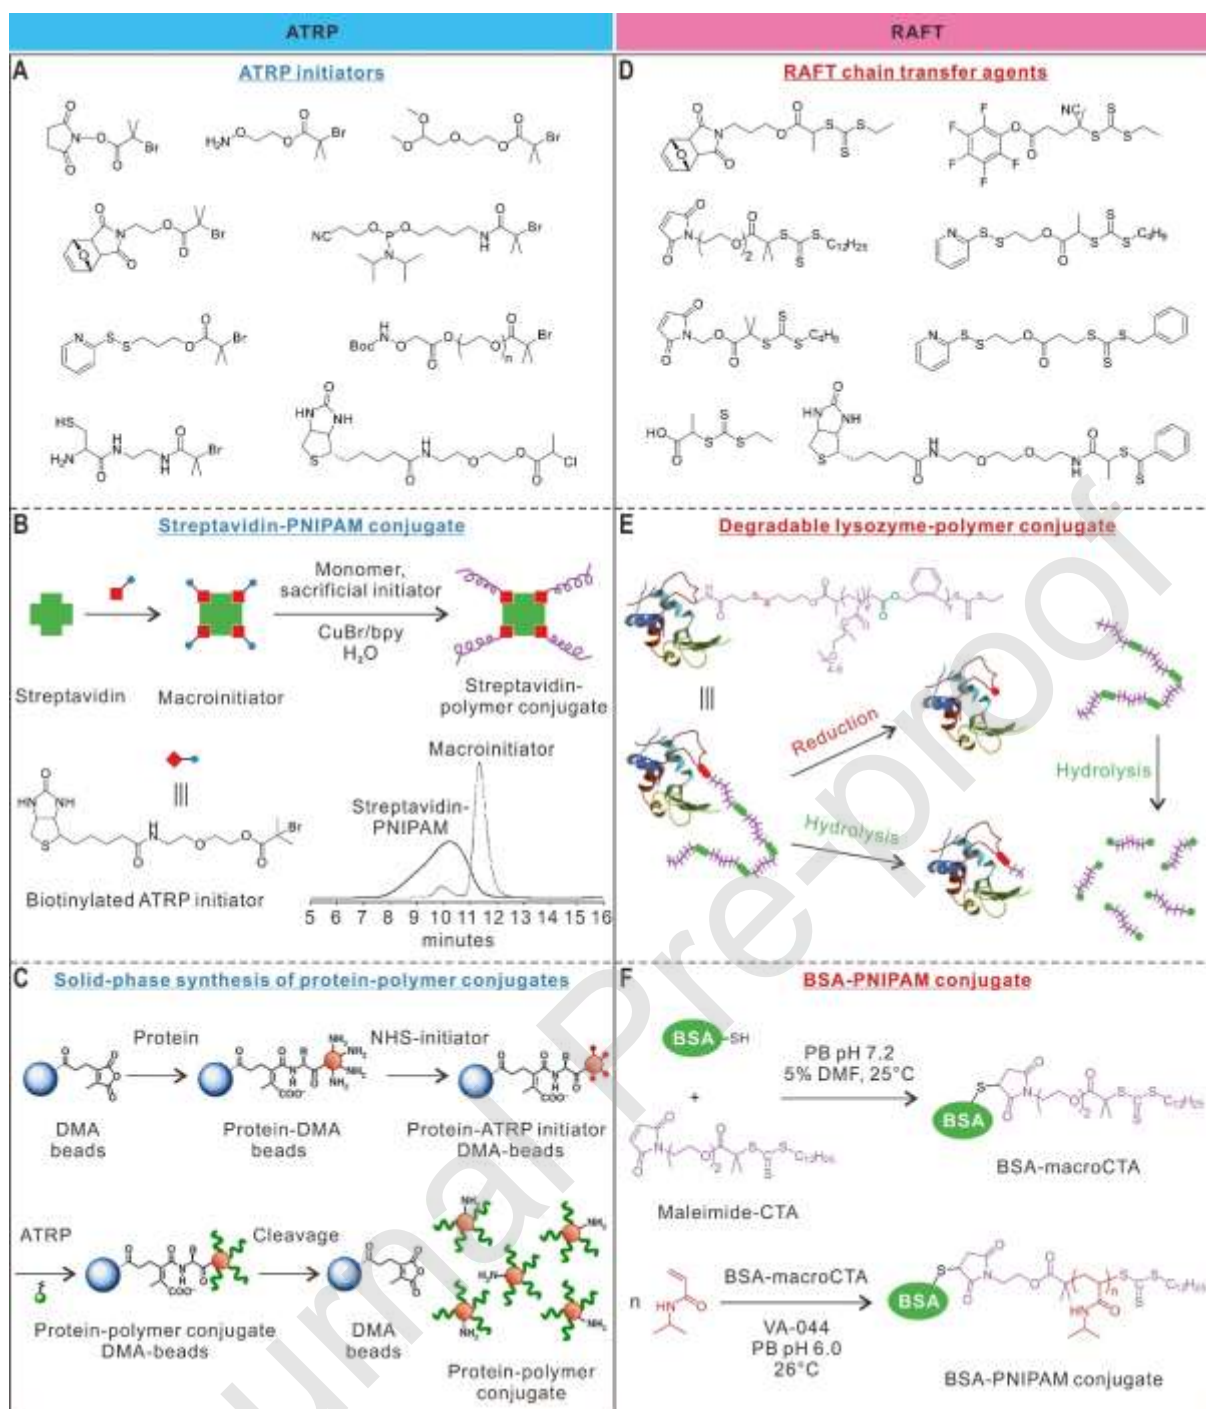 ATRP
RAFT
A
ATRP initiators
D
RAFT chain transfer agents
B
Streptavidin-PNIPAM conjugate
Monomer,
sacrificial initiator
CuBr/bpy
H₂O
Streptavidin
Macroinitiator
Streptavidin-
polymer conjugate
Macroinitiator
Streptavidin-
PNIPAM
Biotinylated ATRP initiator
5 6 7 8 9 10 11 12 13 14 15 16
minutes
E
Degradable lysozyme-polymer conjugate
Reduction
Hydrolysis
Hydrolysis
C
Solid-phase synthesis of protein-polymer conjugates
Protein
NHS-initiator
DMA
beads
Protein-DMA
beads
Protein-ATRP initiator
DMA-beads
ATRP
Cleavage
Protein-polymer conjugate
DMA-beads
DMA
beads
Protein-polymer
conjugate
F
BSA-PNIPAM conjugate
BSA
SH
+
PB pH 7.2
5% DMF, 25°C
Maleimide-CTA
BSA
BSA-macroCTA
n
BSA-macroCTA
VA-044
PB pH 6.0
26°C
BSA
BSA-PNIPAM conjugate
urnal Pre-proof